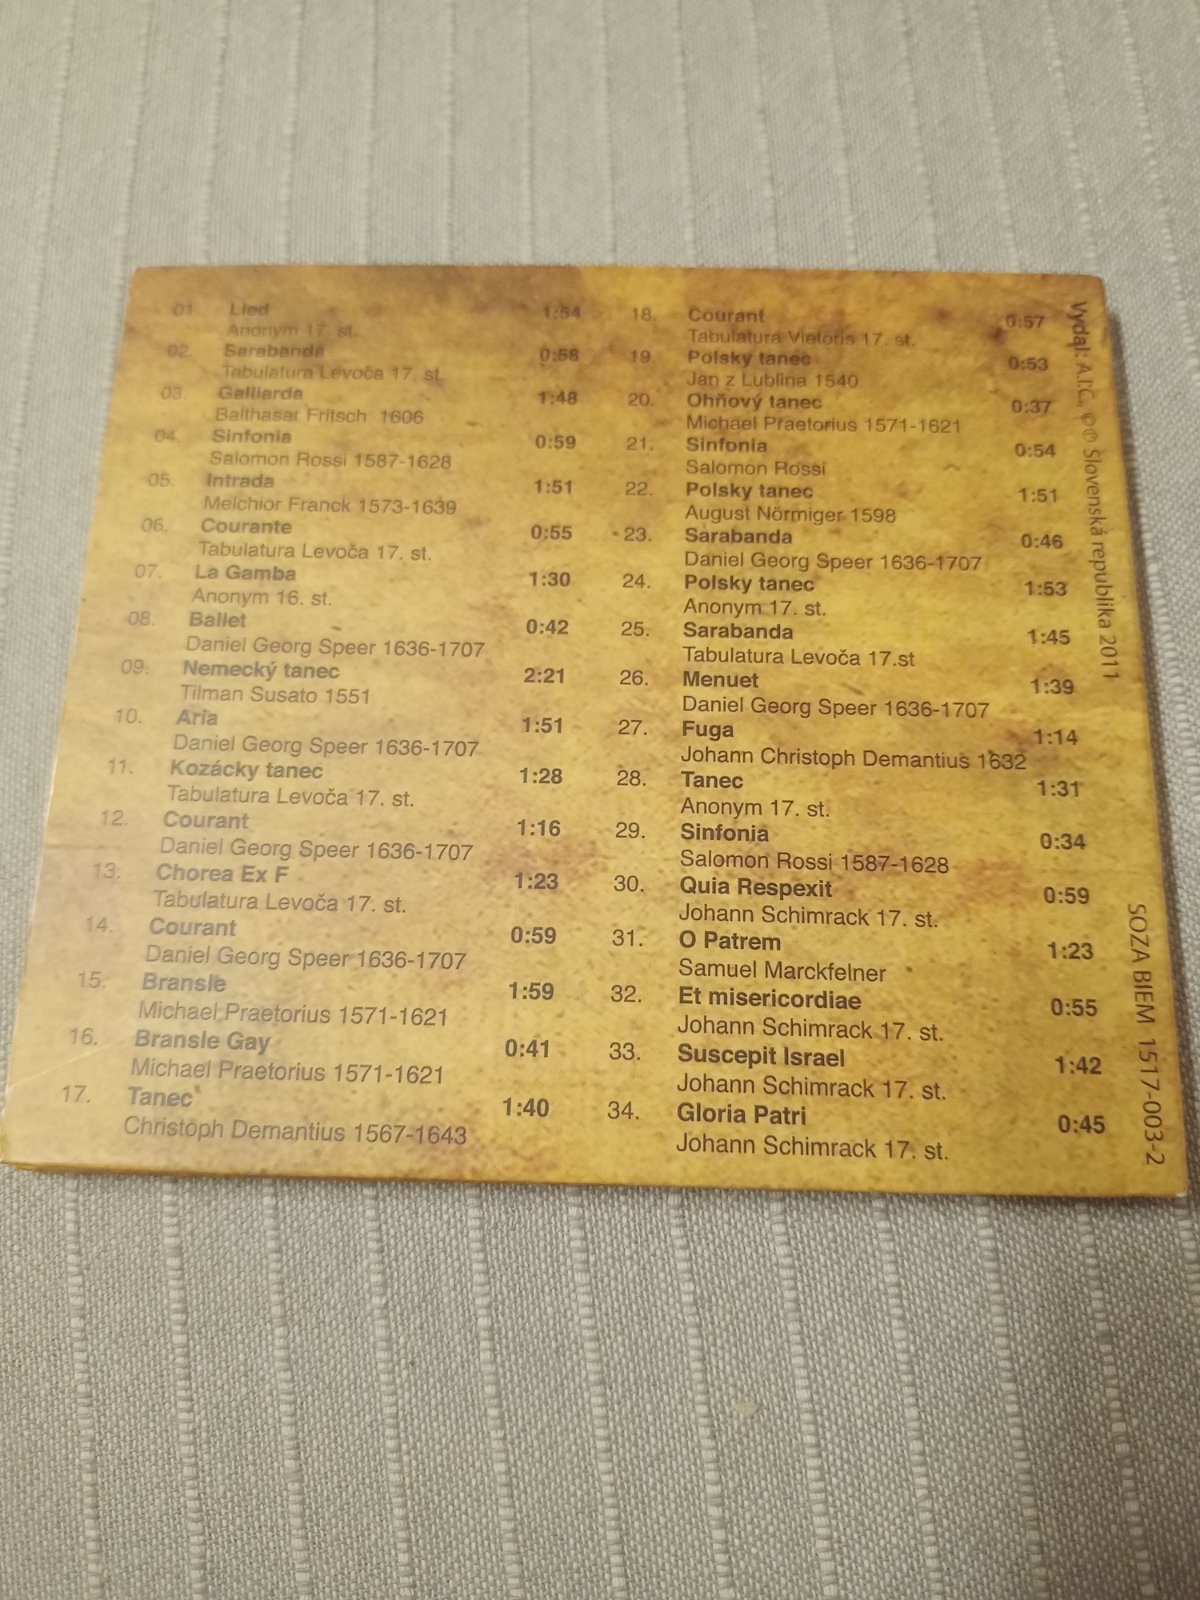 01. Lied 1:54
Anonym 17. st.
02. Sarabanda 0:58
Tabulatura Levoča 17. st.
03. Galliarda 1:48
Balthasar Fritsch 1606
04. Sinfonia 0:59
Salomon Rossi 1587-1628
05. Intrada 1:51
Melchior Franck 1573-1639
06. Courante 0:55
Tabulatura Levoča 17. st.
07. La Gamba 1:30
Anonym 16. st.
08. Ballet 0:42
Daniel Georg Speer 1636-1707
09. Nemecký tanec 2:21
Tilman Susato 1551
10. Aria 1:51
Daniel Georg Speer 1636-1707
11. Kozácky tanec 1:28
Tabulatura Levoča 17. st.
12. Courant 1:16
Daniel Georg Speer 1636-1707
13. Chorea Ex F 1:23
Tabulatura Levoča 17. st.
14. Courant 0:59
Daniel Georg Speer 1636-1707
15. Bransle 1:59
Michael Praetorius 1571-1621
16. Bransle Gay 0:41
Michael Praetorius 1571-1621
17. Tanec 1:40
Christoph Demantius 1567-1643
18. Courant 0:57
Tabulatura Vietoris 17. st.
19. Polsky tanec 0:53
Jan z Lublina 1540
20. Ohňový tanec 0:37
Michael Praetorius 1571-1621
21. Sinfonia 0:54
Salomon Rossi
22. Polsky tanec 1:51
August Nörmiger 1598
23. Sarabanda 0:46
Daniel Georg Speer 1636-1707
24. Polsky tanec 1:53
Anonym 17. st.
25. Sarabanda 1:45
Tabulatura Levoča 17.st
26. Menuet 1:39
Daniel Georg Speer 1636-1707
27. Fuga 1:14
Johann Christoph Demantius 1632
28. Tanec 1:31
Anonym 17. st.
29. Sinfonia 0:34
Salomon Rossi 1587-1628
30. Quia Respexit 0:59
Johann Schimrack 17. st.
31. O Patrem 1:23
Samuel Marckfelner
32. Et misericordiae 0:55
Johann Schimrack 17. st.
33. Suscepit Israel 1:42
Johann Schimrack 17. st.
34. Gloria Patri 0:45
Johann Schimrack 17. st.
Vydal: A.I.C., ©℗ Slovenská republika 2011
SOZA BIEM 1517-003-2